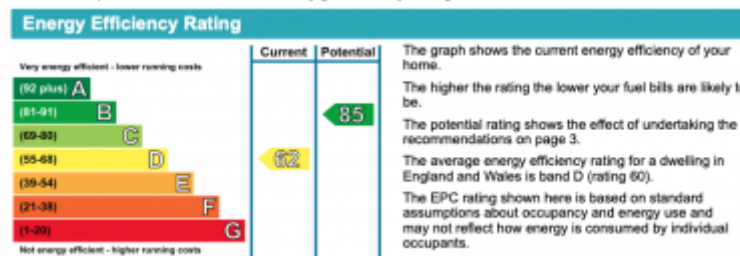 Energy Efficiency Rating
Current Potential
Very energy efficient - lower running costs
(92 plus) A
(81-91) B
(69-80) C
(55-68) D
(39-54) E
(21-38) F
(1-20) G
Not energy efficient - higher running costs
62
85
The graph shows the current energy efficiency of your
home.
The higher the rating the lower your fuel bills are likely t
be.
The potential rating shows the effect of undertaking the
recommendations on page 3.
The average energy efficiency rating for a dwelling in
England and Wales is band D (rating 60).
The EPC rating shown here is based on standard
assumptions about occupancy and energy use and
may not reflect how energy is consumed by individual
occupants.